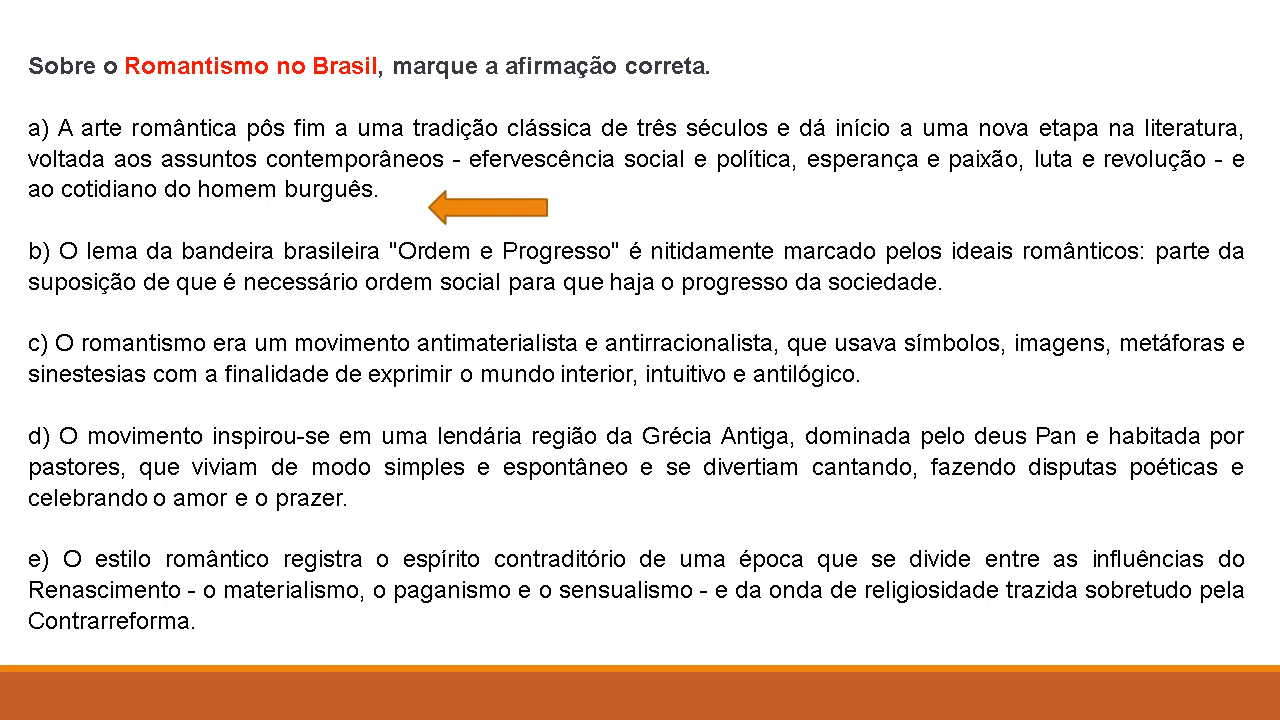 Sobre o Romantismo no Brasil, marque a afirmação correta.
a) A arte romântica pôs fim a uma tradição clássica de três séculos e dá início a uma nova etapa na literatura,
voltada aos assuntos contemporâneos - efervescência social e política, esperança e paixão, luta e revolução - e
ao cotidiano do homem burguês.
b) O lema da bandeira brasileira "Ordem e Progresso" é nitidamente marcado pelos ideais românticos: parte da
suposição de que é necessário ordem social para que haja o progresso da sociedade.
c) O romantismo era um movimento antimaterialista e antirracionalista, que usava símbolos, imagens, metáforas e
sinestesias com a finalidade de exprimir o mundo interior, intuitivo e antilógico.
d) O movimento inspirou-se em uma lendária região da Grécia Antiga, dominada pelo deus Pan e habitada por
pastores, que viviam de modo simples e espontâneo e se divertiam cantando, fazendo disputas poéticas e
celebrando o amor e o prazer.
e) O estilo romântico registra o espírito contraditório de uma época que se divide entre as influências do
Renascimento - o materialismo, o paganismo e o sensualismo - e da onda de religiosidade trazida sobretudo pela
Contrarreforma.